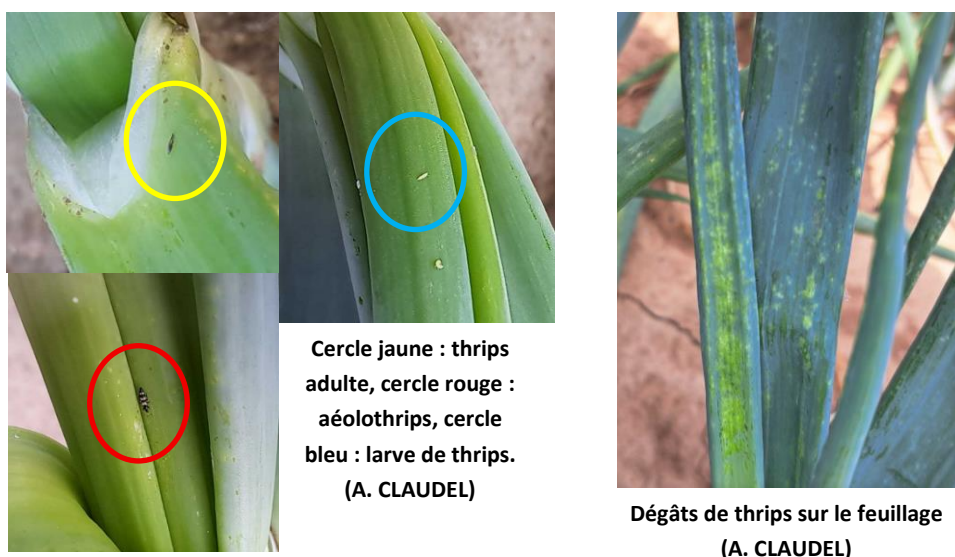 Cercle jaune : thrips
adulte, cercle rouge :
aéolothrips, cercle
bleu : larve de thrips.
(A. CLAUDEL)
Dégâts de thrips sur le feuillage
(A. CLAUDEL)